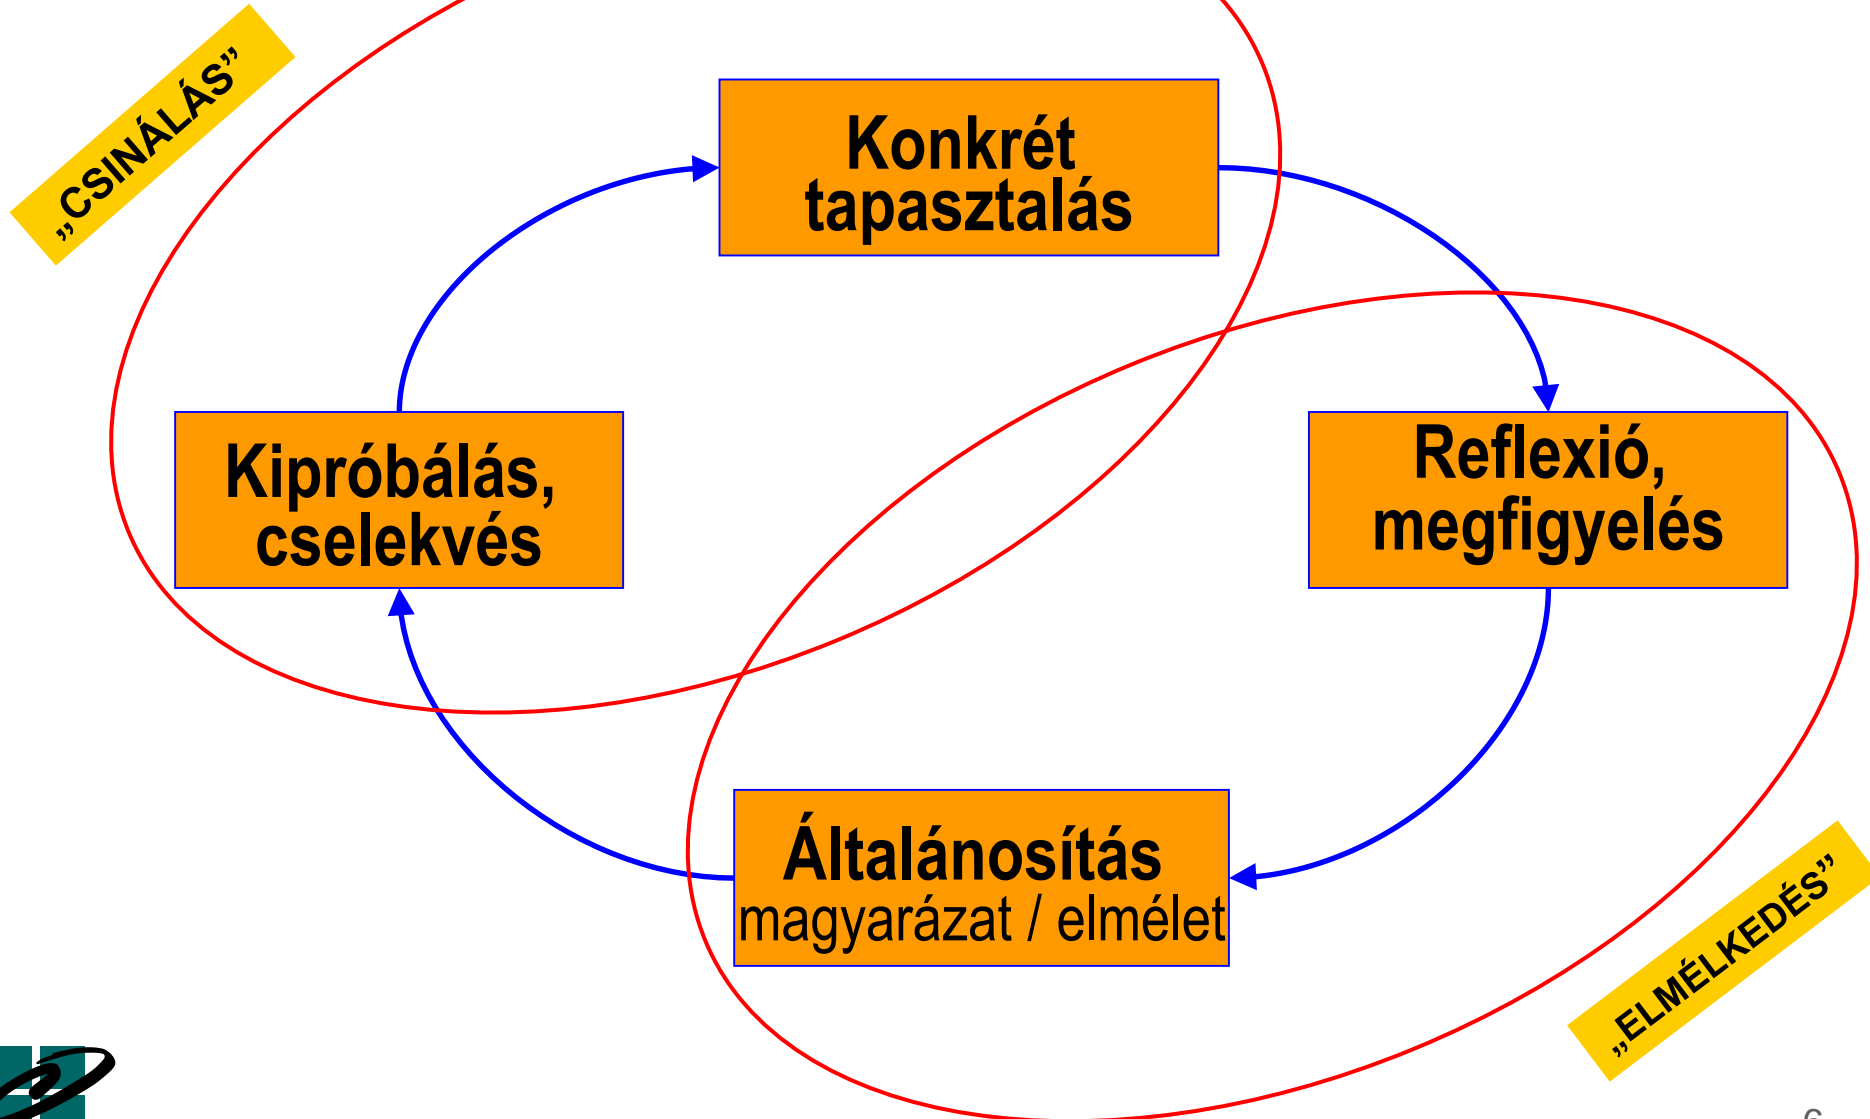 „CSINÁLÁS”
Konkrét
tapasztalás
Kipróbálás,
cselekvés
Reflexió,
megfigyelés
Általánosítás
magyarázat / elmélet
„ELMÉLKEDÉS”